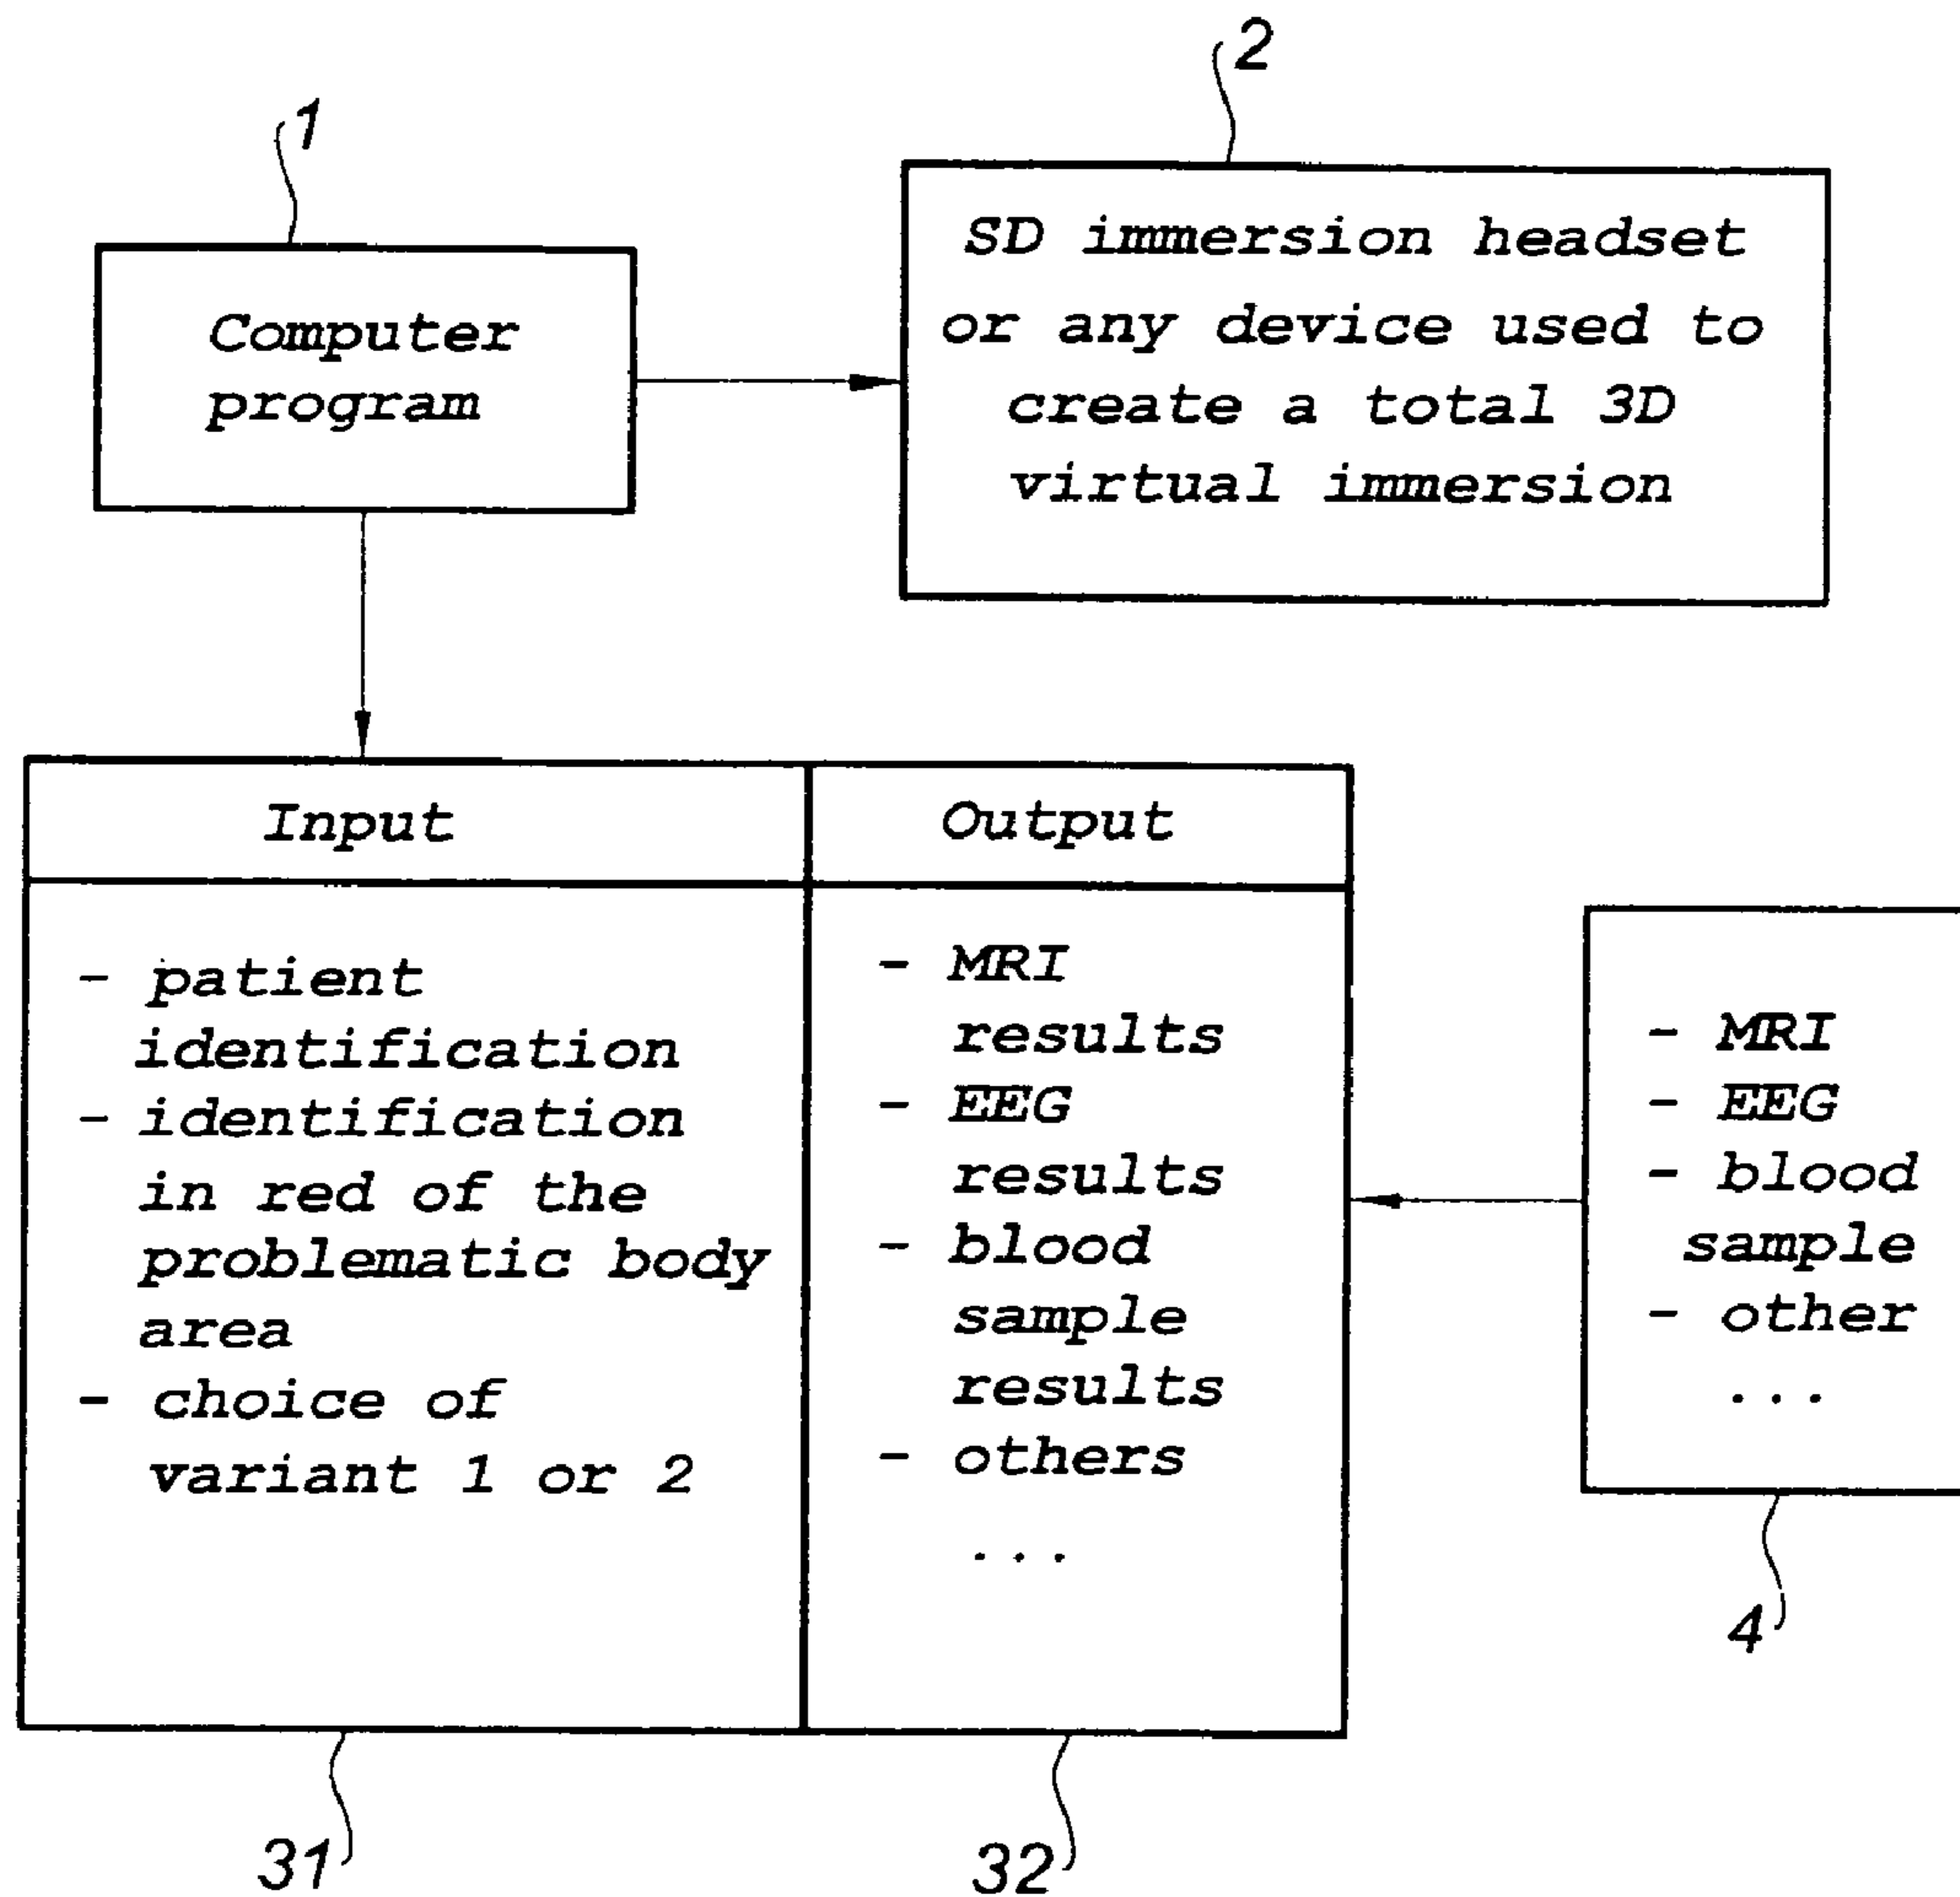 1
2
Computer
program
SD immersion headset
or any device used to
create a total 3D
virtual immersion
Input
- patient
identification
- identification
in red of the
problematic body
area
- choice of
variant 1 or 2
Output
- MRI
results
- EEG
results
- blood
sample
results
- others
...
- MRI
- EEG
- blood
sample
- other
...
4
31
32